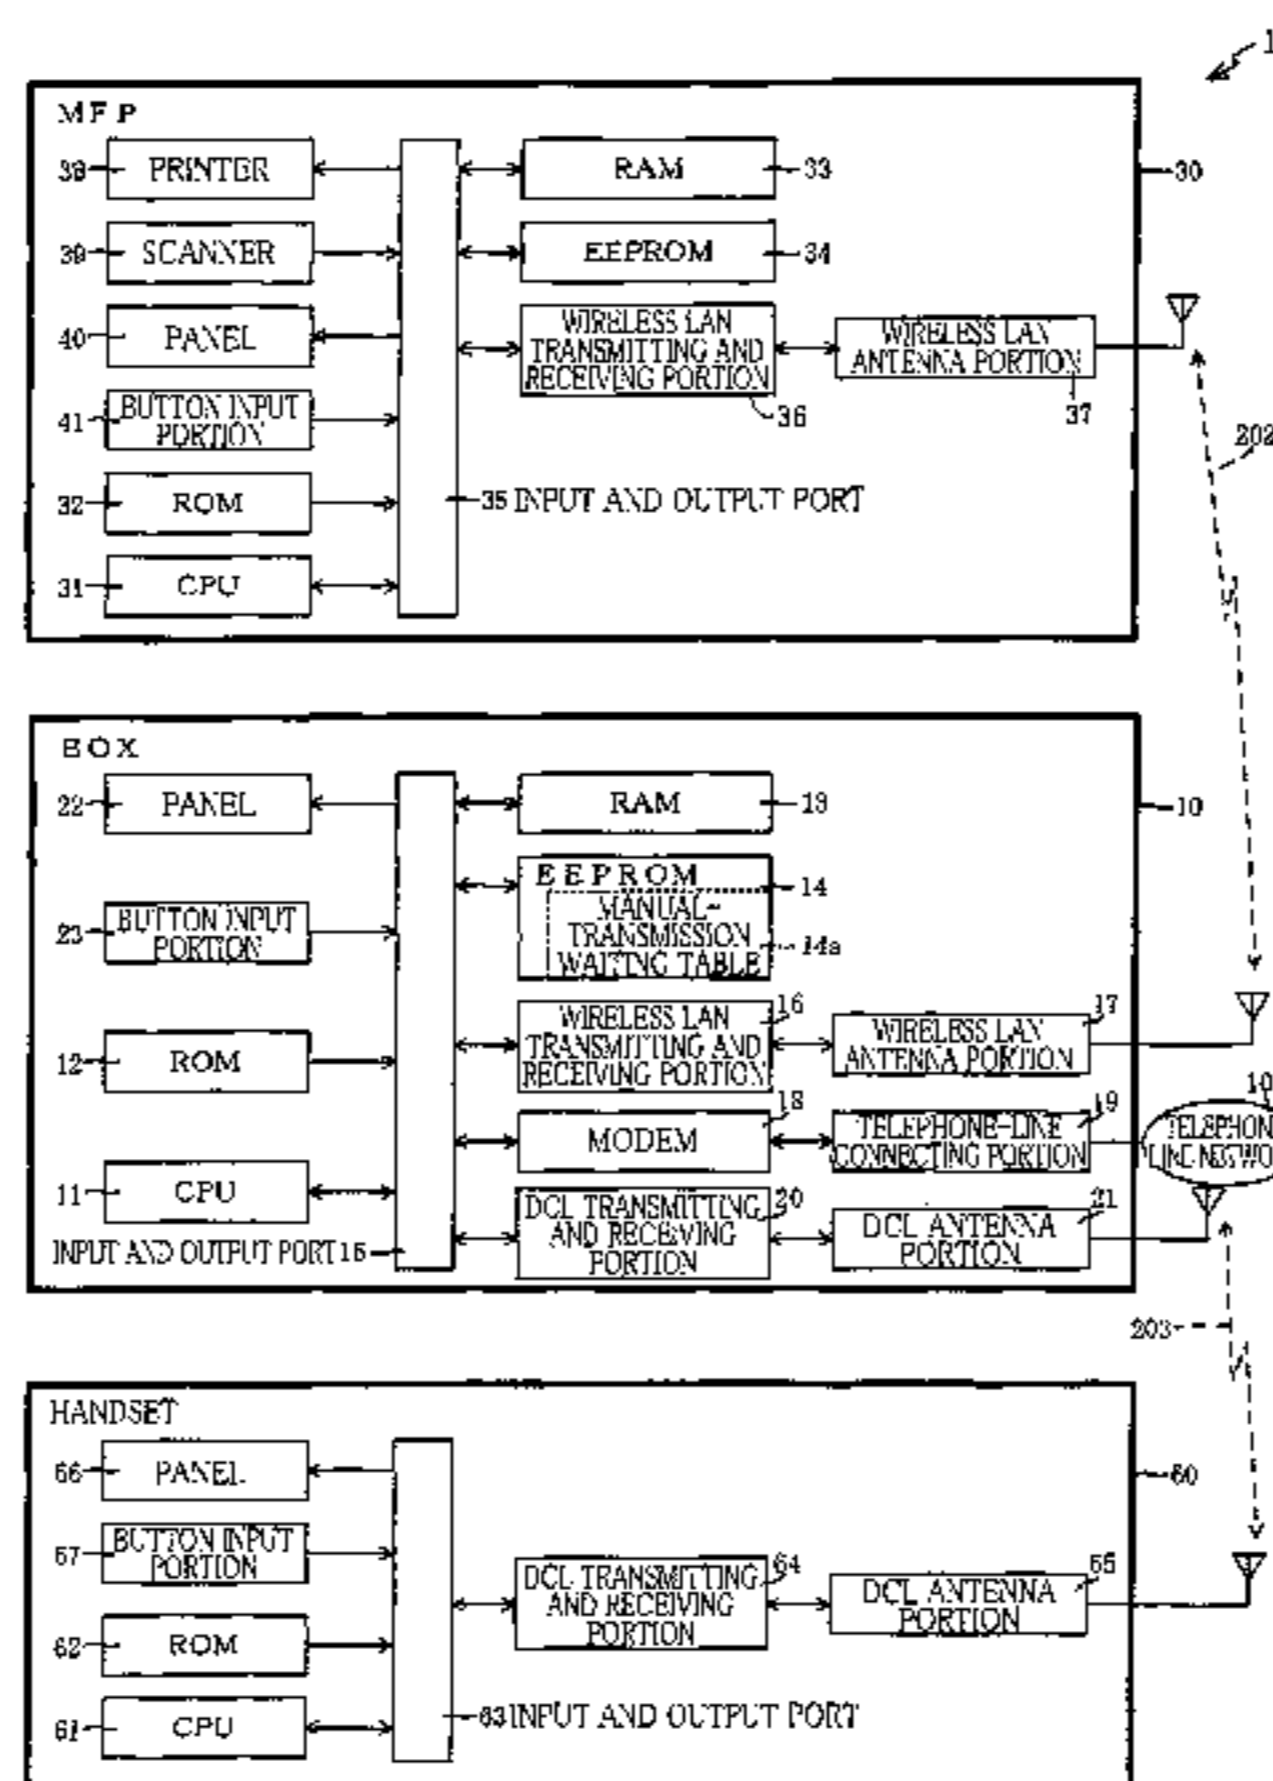 1
MFP
38 PRINTER
RAM 33
30
39 SCANNER
EEPROM 34
40 PANEL
WIRELESS LAN
TRANSMITTING AND
RECEIVING PORTION
36
WIRELESS LAN
ANTENNA PORTION
37
41 BUTTON INPUT
PORTION
202
32 ROM
35 INPUT AND OUTPUT PORT
31 CPU
BOX
22 PANEL
RAM 13
10
EEPROM 14
23 BUTTON INPUT
PORTION
MANUAL-
TRANSMISSION
WAITING TABLE
14a
12 ROM
WIRELESS LAN
TRANSMITTING AND
RECEIVING PORTION
16
WIRELESS LAN
ANTENNA PORTION
17
MODEM
18
TELEPHONE-LINE
CONNECTING PORTION
19
10
TELEPHON
LINE NETWO
11 CPU
DCL TRANSMITTING
AND RECEIVING
PORTION
20
DCL ANTENNA
PORTION
21
INPUT AND OUTPUT PORT 15
203
HANDSET
66 PANEL
60
67 BUTTON INPUT
PORTION
DCL TRANSMITTING
AND RECEIVING
PORTION
64
DCL ANTENNA
PORTION
65
62 ROM
63 INPUT AND OUTPUT PORT
61 CPU